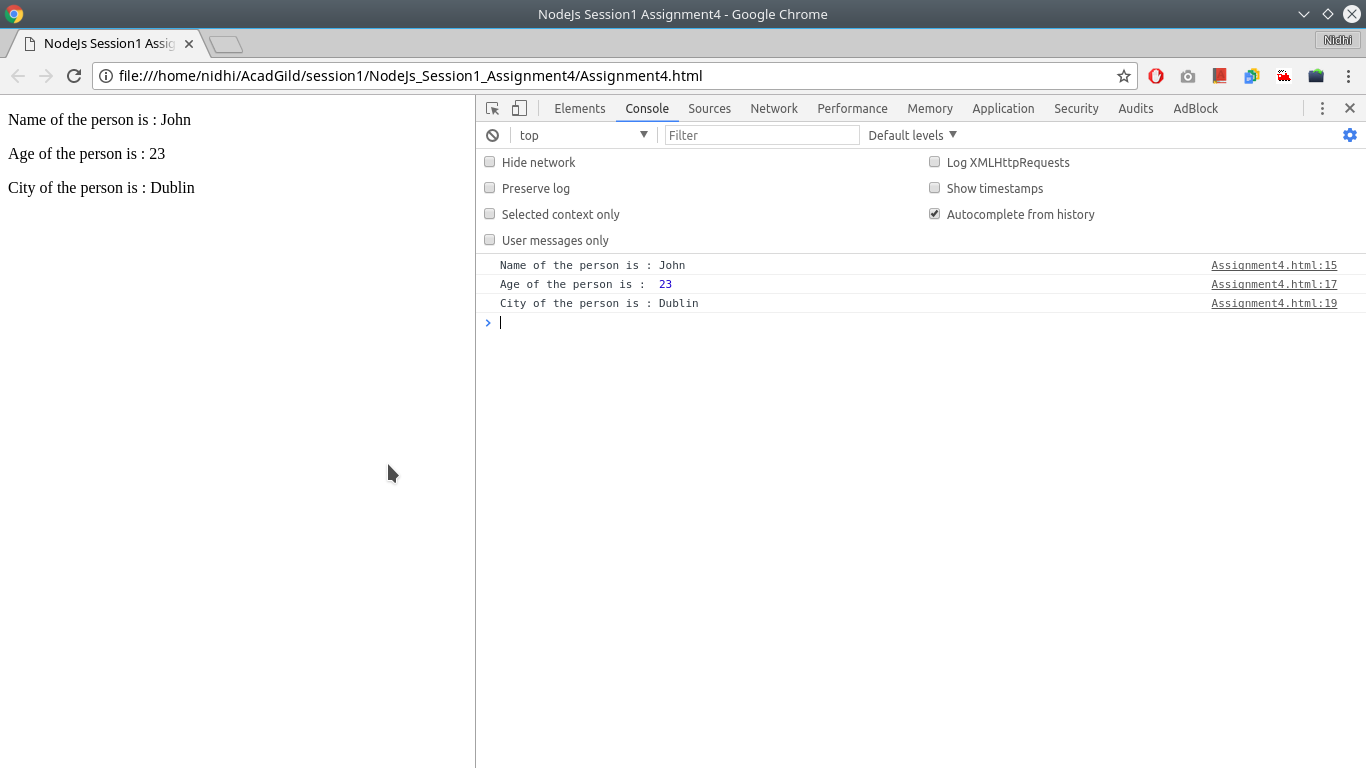 NodeJs Session1 Assignment4 - Google Chrome
NodeJs Session1 Assig
Nidhi
file:///home/nidhi/AcadGild/session1/NodeJs_Session1_Assignment4/Assignment4.html
Name of the person is : John
Age of the person is : 23
City of the person is : Dublin
Elements Console Sources Network Performance Memory Application Security Audits AdBlock
top Filter Default levels
Hide network Log XMLHttpRequests
Preserve log Show timestamps
Selected context only Autocomplete from history
User messages only
Name of the person is : John Assignment4.html:15
Age of the person is :  23 Assignment4.html:17
City of the person is : Dublin Assignment4.html:19